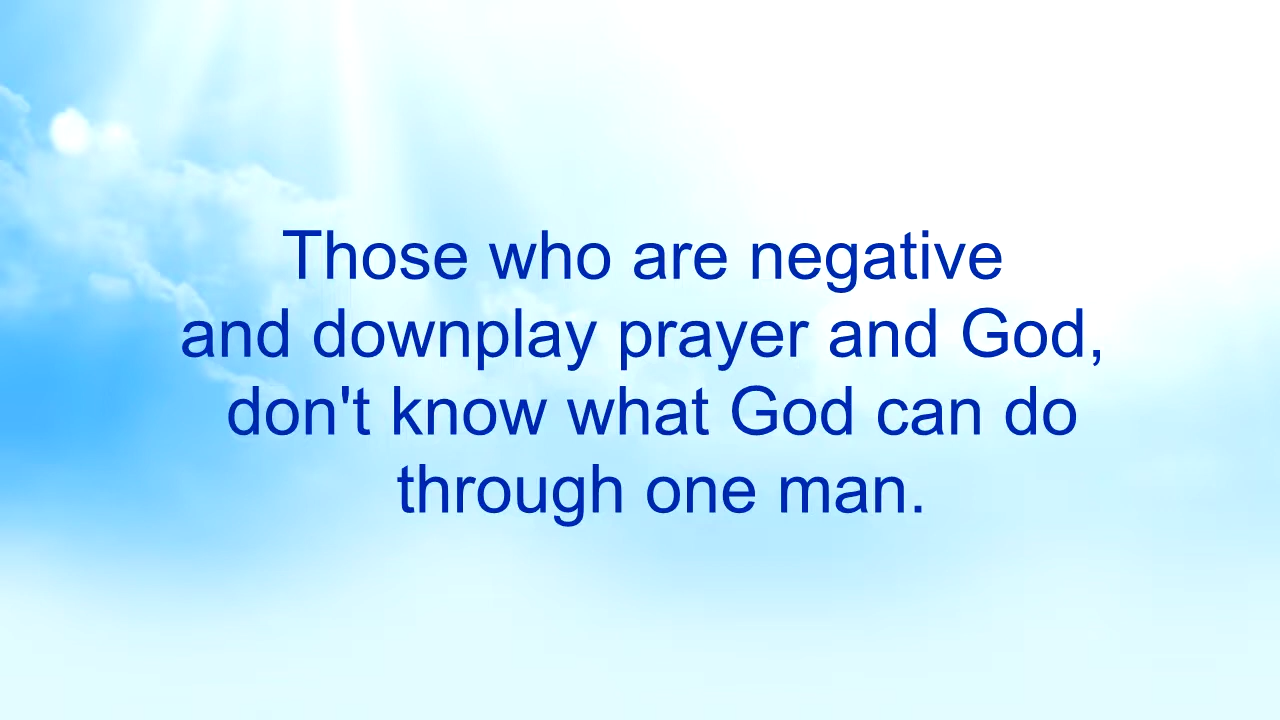 Those who are negative
and downplay prayer and God,
don't know what God can do
through one man.